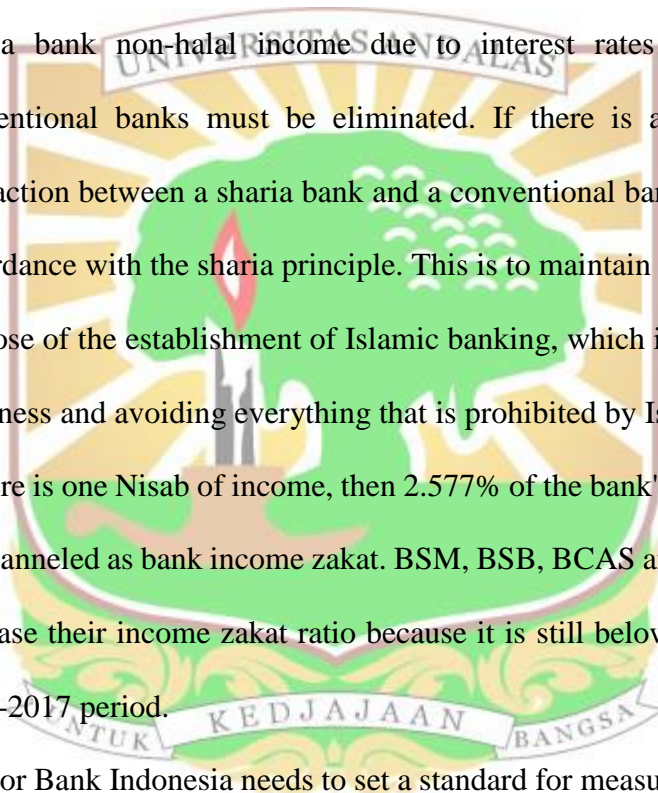 a bank non-halal income due to interest rates
UNIVERSITAS ANDALAS
entional banks must be eliminated. If there is a
action between a sharia bank and a conventional ban
rdance with the sharia principle. This is to maintain
ose of the establishment of Islamic banking, which i
ness and avoiding everything that is prohibited by Is
re is one Nisab of income, then 2.577% of the bank'
anneled as bank income zakat. BSM, BSB, BCAS a
ase their income zakat ratio because it is still below
-2017 period.
UNTUK KEDJAJAAN BANGSA
or Bank Indonesia needs to set a standard for measu